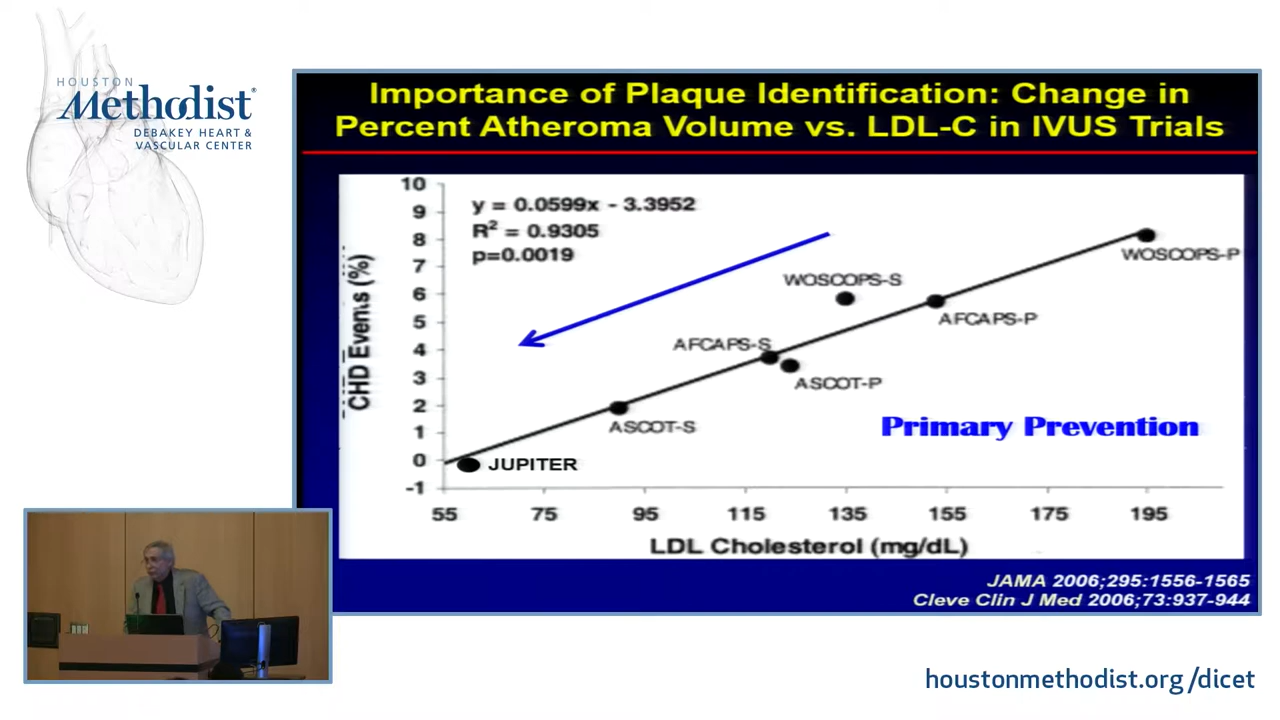 HOUSTON
Methodist®
DEBAKEY HEART &
VASCULAR CENTER
Importance of Plaque Identification: Change in
Percent Atheroma Volume vs. LDL-C in IVUS Trials
y = 0.0599x - 3.3952
R² = 0.9305
p=0.0019
CHD Events (%)
10
9
8
7
6
5
4
3
2
1
0
-1
WOSCOPS-P
WOSCOPS-S
AFCAPS-P
AFCAPS-S
ASCOT-P
ASCOT-S
JUPITER
Primary Prevention
55 75 95 115 135 155 175 195
LDL Cholesterol (mg/dL)
JAMA 2006;295:1556-1565
Cleve Clin J Med 2006;73:937-944
houstonmethodist.org/dicet